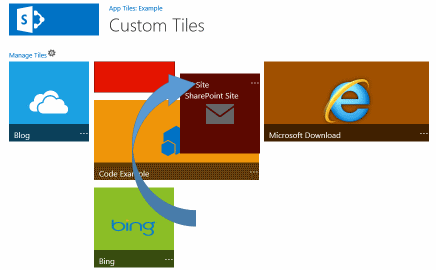 App Tiles: Example
Custom Tiles
Manage Tiles
S
Site
SharePoint Site
Blog
Code Example
Microsoft Download
bing
Bing